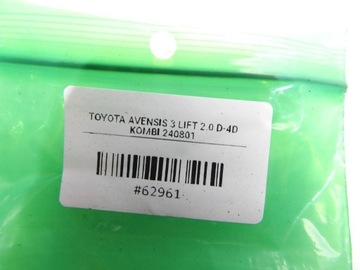 TOYOTA AVENSIS 3 LIFT 2.0 D-4D
KOMBI 240801
#62961